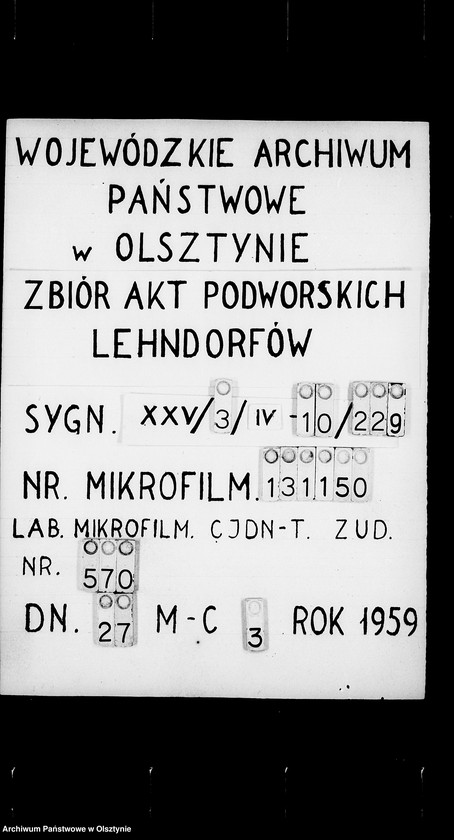 WOJEWÓDZKIE ARCHIWUM
PAŃSTWOWE
w OLSZTYNIE
ZBIÓR AKT PODWORSKICH
LEHNDORFÓW
SYGN. XXV/3/IV-10/229
NR. MIKROFILM. 131150
LAB. MIKROFILM. CJDN-T. ZUD.
NR. 570
DN. 27 M-C 3 ROK 1959
Archiwum Państwowe w Olsztynie